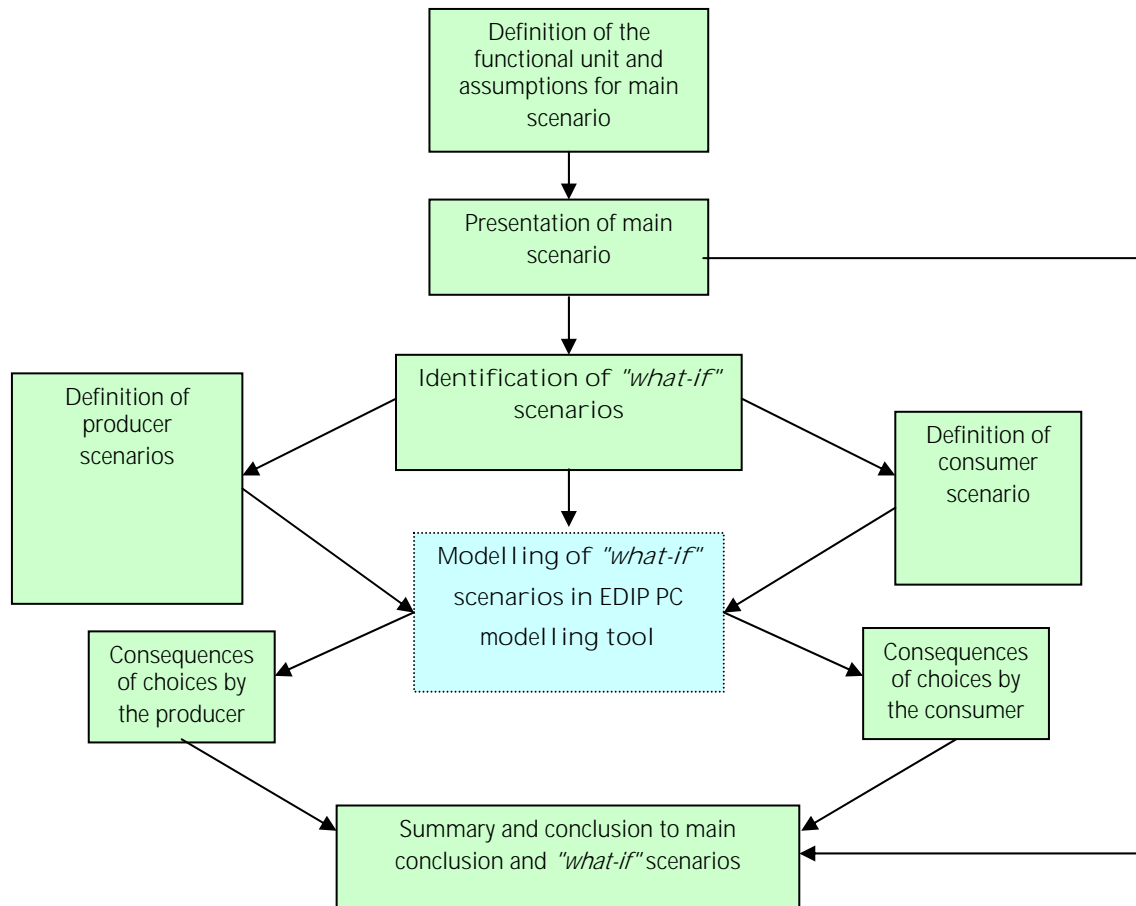 Definition of the
functional unit and
assumptions for main
scenario
Presentation of main
scenario
Identification of "what-if"
scenarios
Definition of
producer
scenarios
Definition of
consumer
scenario
Modelling of "what-if"
scenarios in EDIP PC
modelling tool
Consequences
of choices by
the producer
Consequences
of choices by
the consumer
Summary and conclusion to main
conclusion and "what-if" scenarios